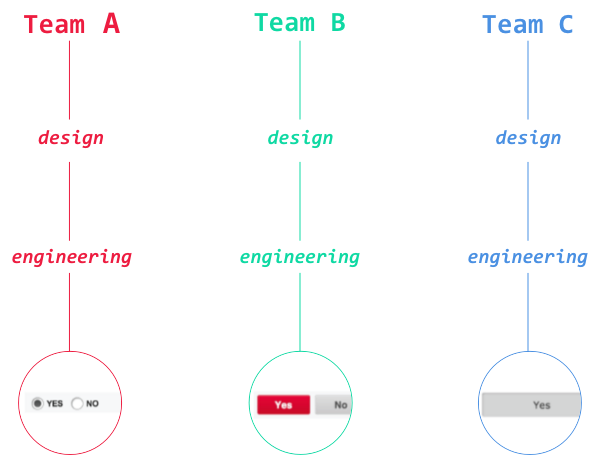 Team A
Team B
Team C
design
design
design
engineering
engineering
engineering
YES NO
Yes No
Yes